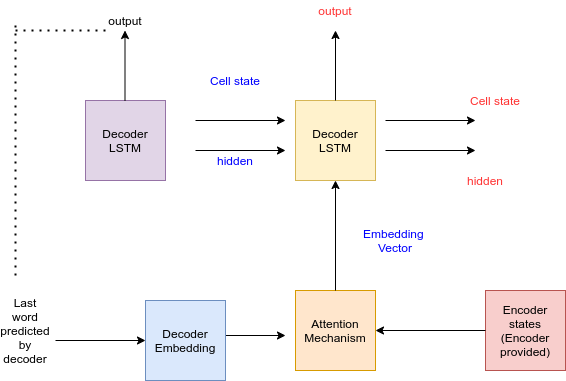 output
output
Cell state
Decoder
LSTM
hidden
Decoder
LSTM
Cell state
hidden
Embedding
Vector
Last
word
predicted
by
decoder
Decoder
Embedding
Attention
Mechanism
Encoder
states
(Encoder
provided)